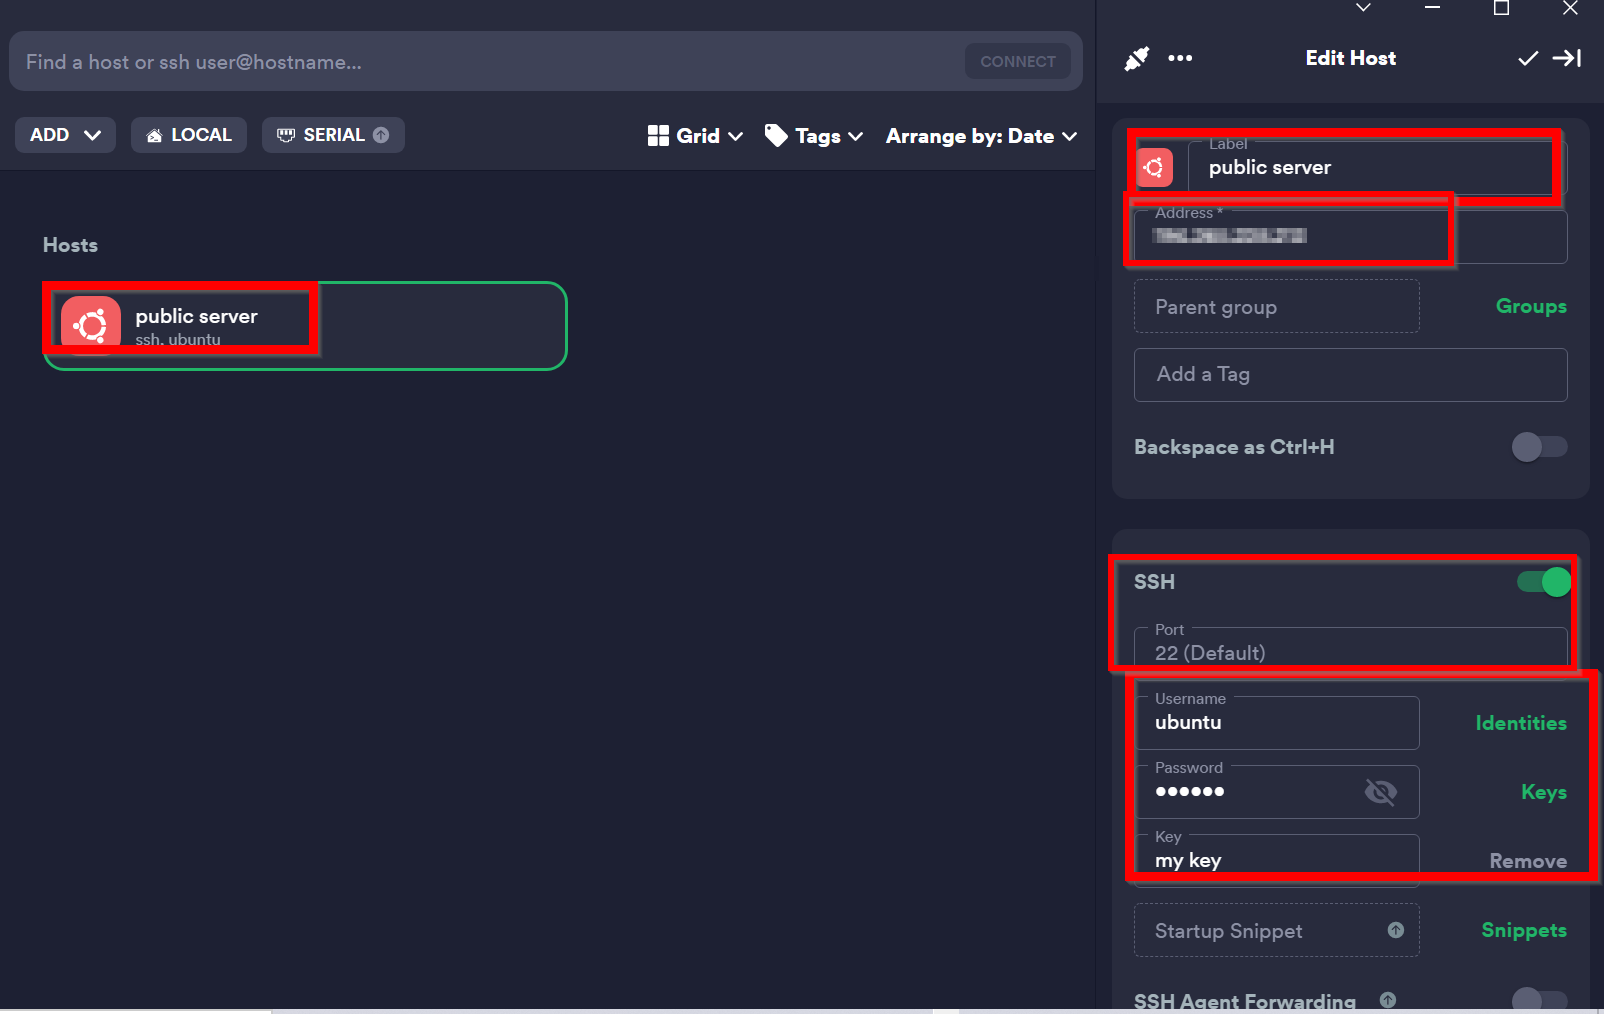 Find a host or ssh user@hostname...
CONNECT
ADD
LOCAL
SERIAL
Grid
Tags
Arrange by: Date
Hosts
public server
ssh, ubuntu
Edit Host
Label
public server
Address *
Parent group
Groups
Add a Tag
Backspace as Ctrl+H
SSH
Port
22 (Default)
Username
ubuntu
Identities
Password
●●●●●●
Keys
Key
my key
Remove
Startup Snippet
Snippets
SSH Agent Forwarding